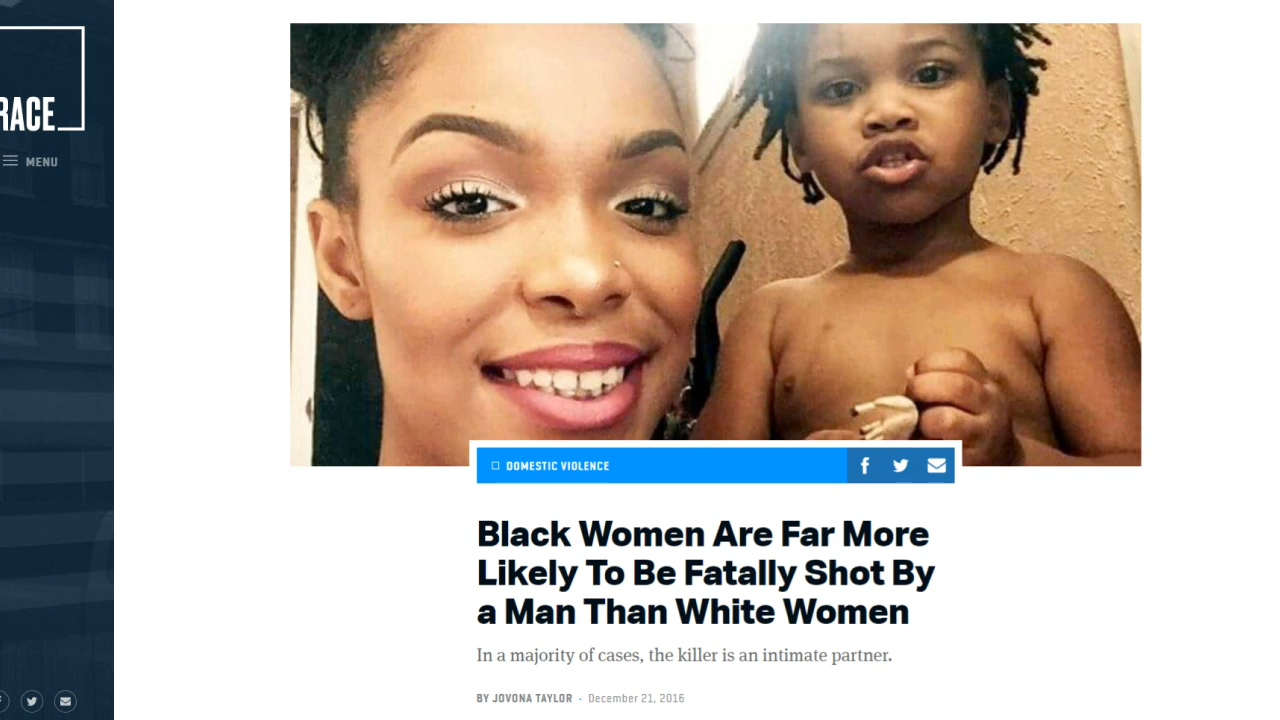 RACE
MENU
DOMESTIC VIOLENCE
Black Women Are Far More
Likely To Be Fatally Shot By
a Man Than White Women
In a majority of cases, the killer is an intimate partner.
BY JOVONA TAYLOR - December 21, 2016